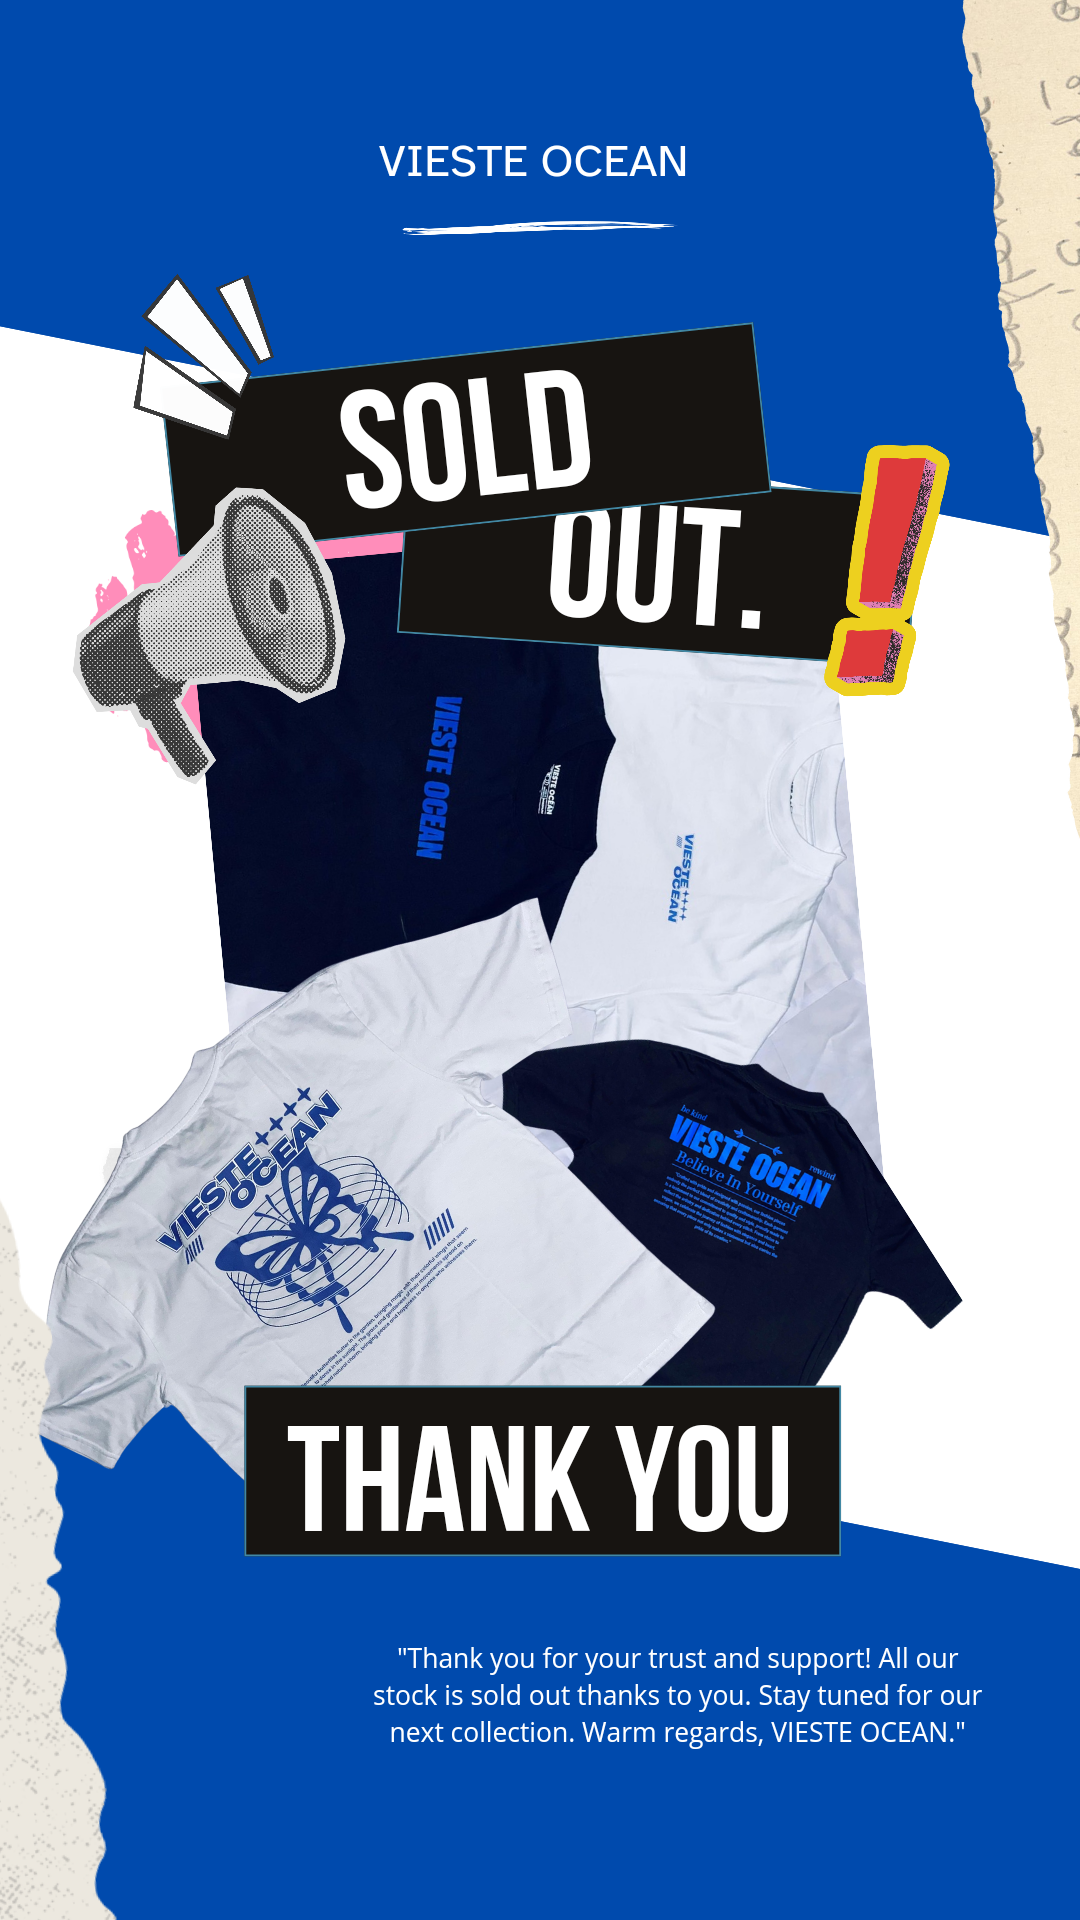 VIESTE OCEAN
SOLD
OUT.
VIESTE OCEAN
VIESTE OCEAN
VIESTE
OCEAN
VIESTE
OCEAN
be kind
VIESTE OCEAN
rewind
Believe In Yourself
THANK YOU
"Thank you for your trust and support! All our
stock is sold out thanks to you. Stay tuned for our
next collection. Warm regards, VIESTE OCEAN."